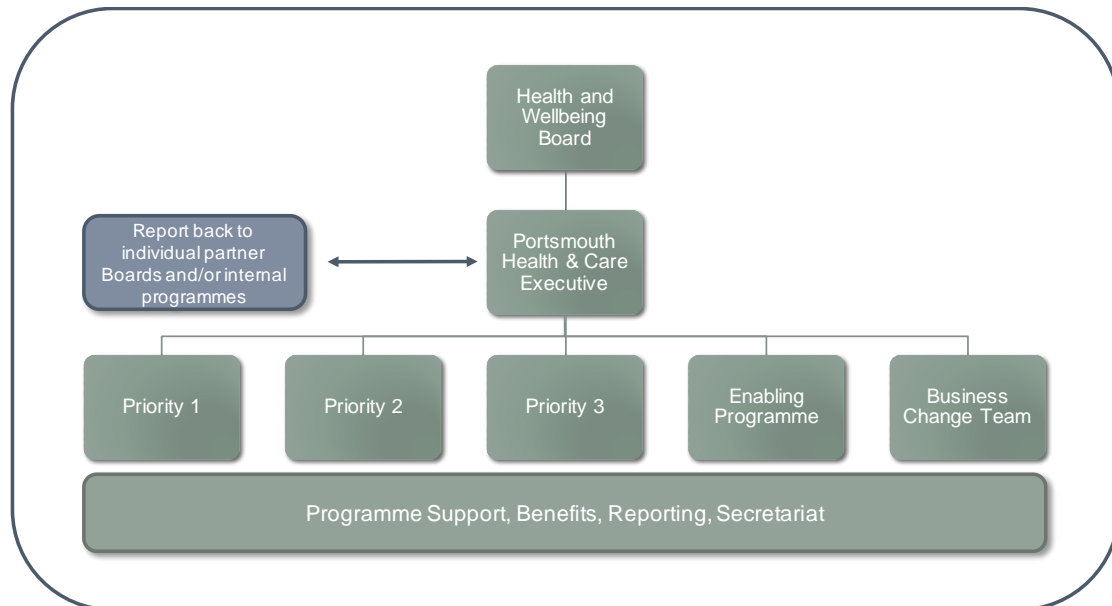 Health and
Wellbeing
Board
Report back to
individual partner
Boards and/or internal
programmes
Portsmouth
Health & Care
Executive
Priority 1
Priority 2
Priority 3
Enabling
Programme
Business
Change Team
Programme Support, Benefits, Reporting, Secretariat